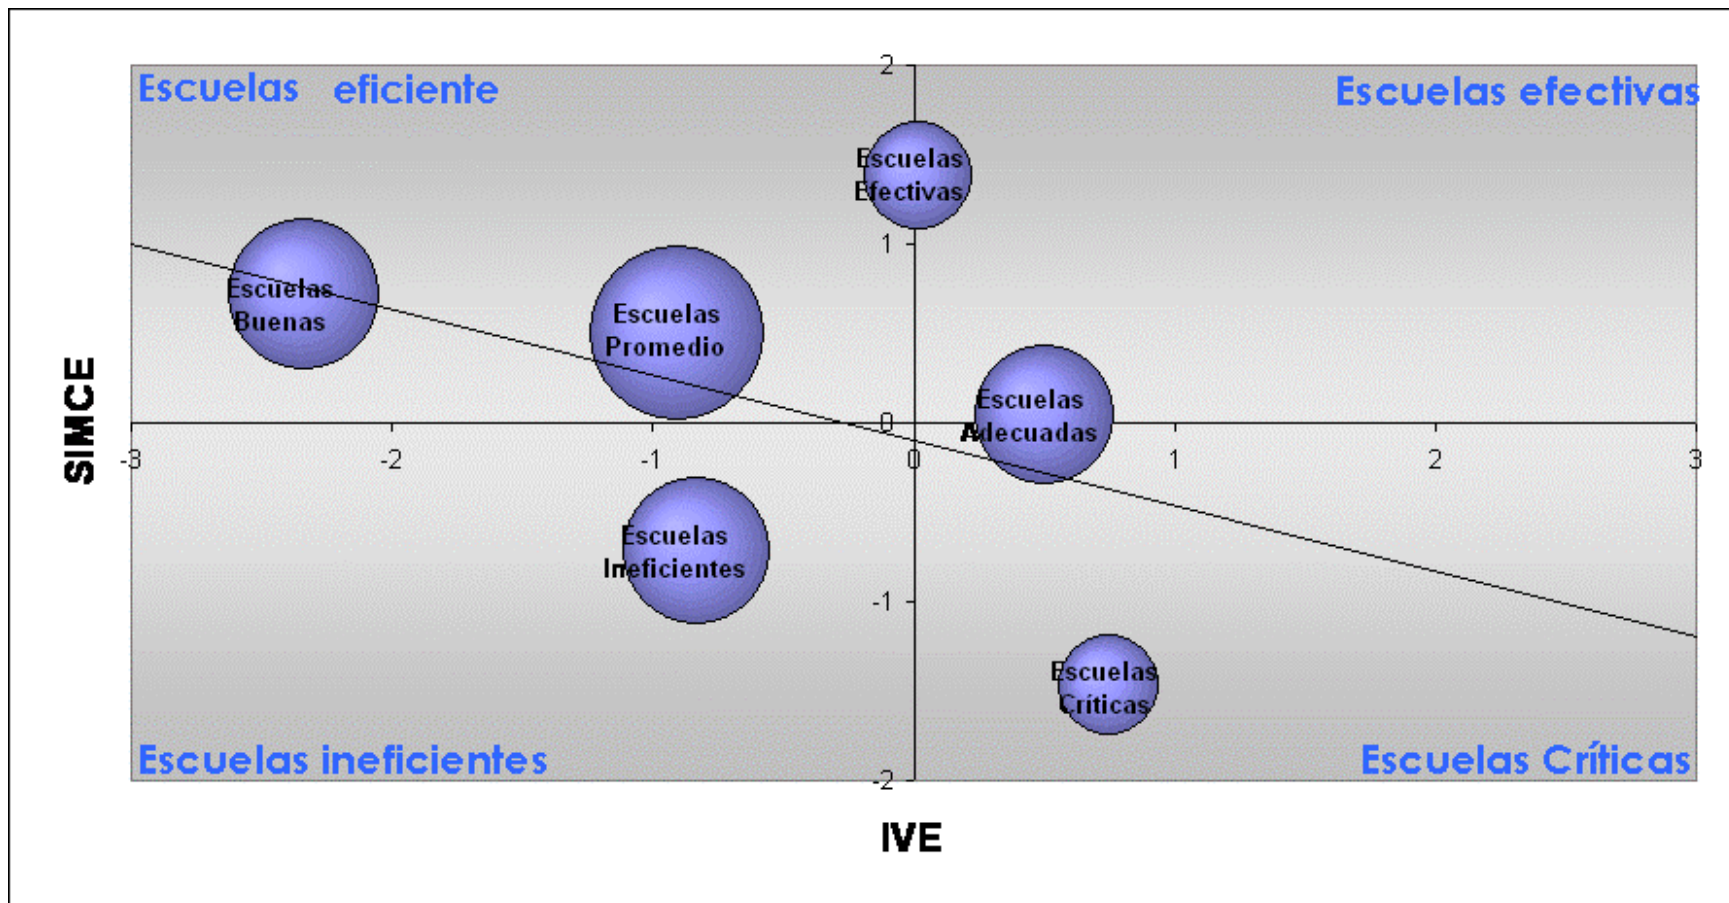 2
Escuelas eficiente
Escuelas efectivas
Escuelas
Efectivas
1
Escuelas
Buenas
Escuelas
Promedio
Escuelas
Adecuadas
SIMCE
0
-3
-2
-1
0
1
2
3
Escuelas
Ineficientes
-1
Escuelas
Críticas
Escuelas ineficientes
Escuelas Críticas
-2
IVE